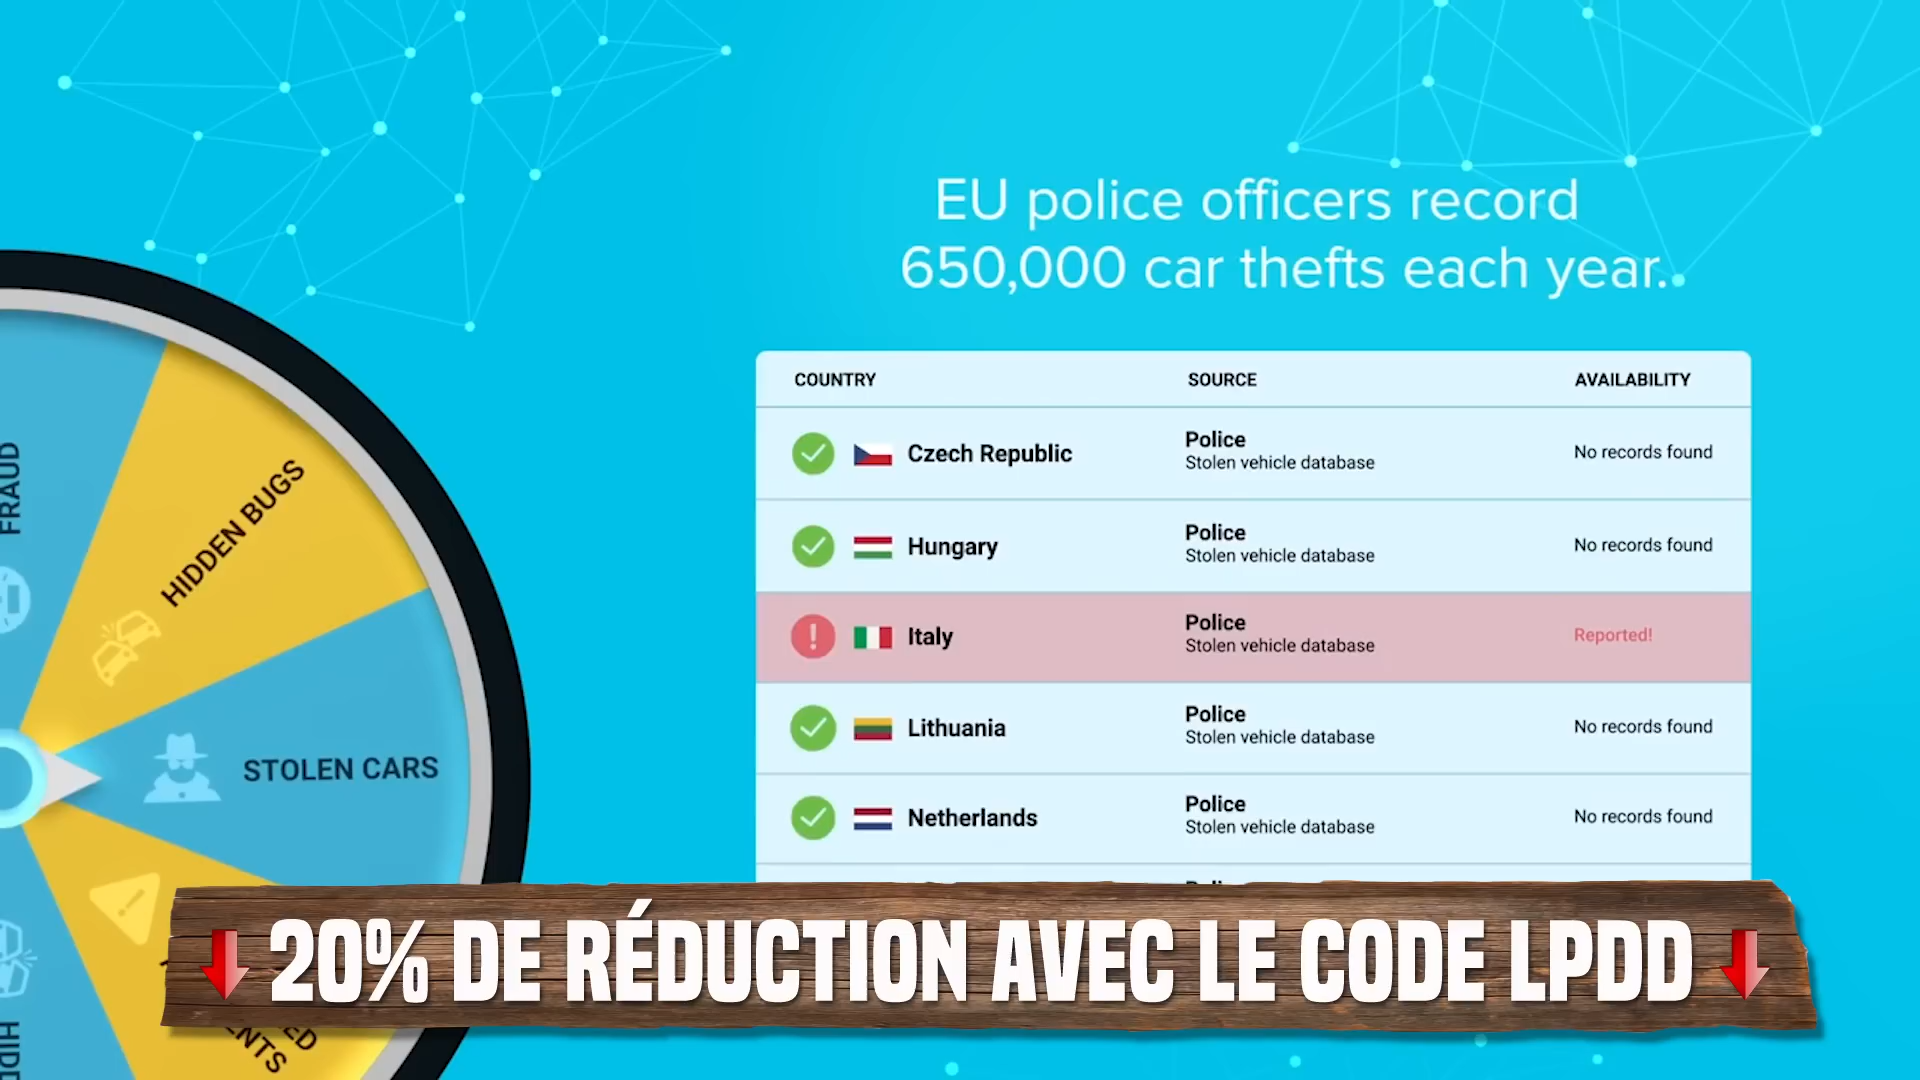 EU police officers record
650,000 car thefts each year.
COUNTRY SOURCE AVAILABILITY
Czech Republic Police No records found
Stolen vehicle database
Hungary Police No records found
Stolen vehicle database
Italy Police Reported!
Stolen vehicle database
Lithuania Police No records found
Stolen vehicle database
Netherlands Police No records found
Stolen vehicle database
FRAUD
HIDDEN BUGS
STOLEN CARS
20% DE RÉDUCTION AVEC LE CODE LPDD